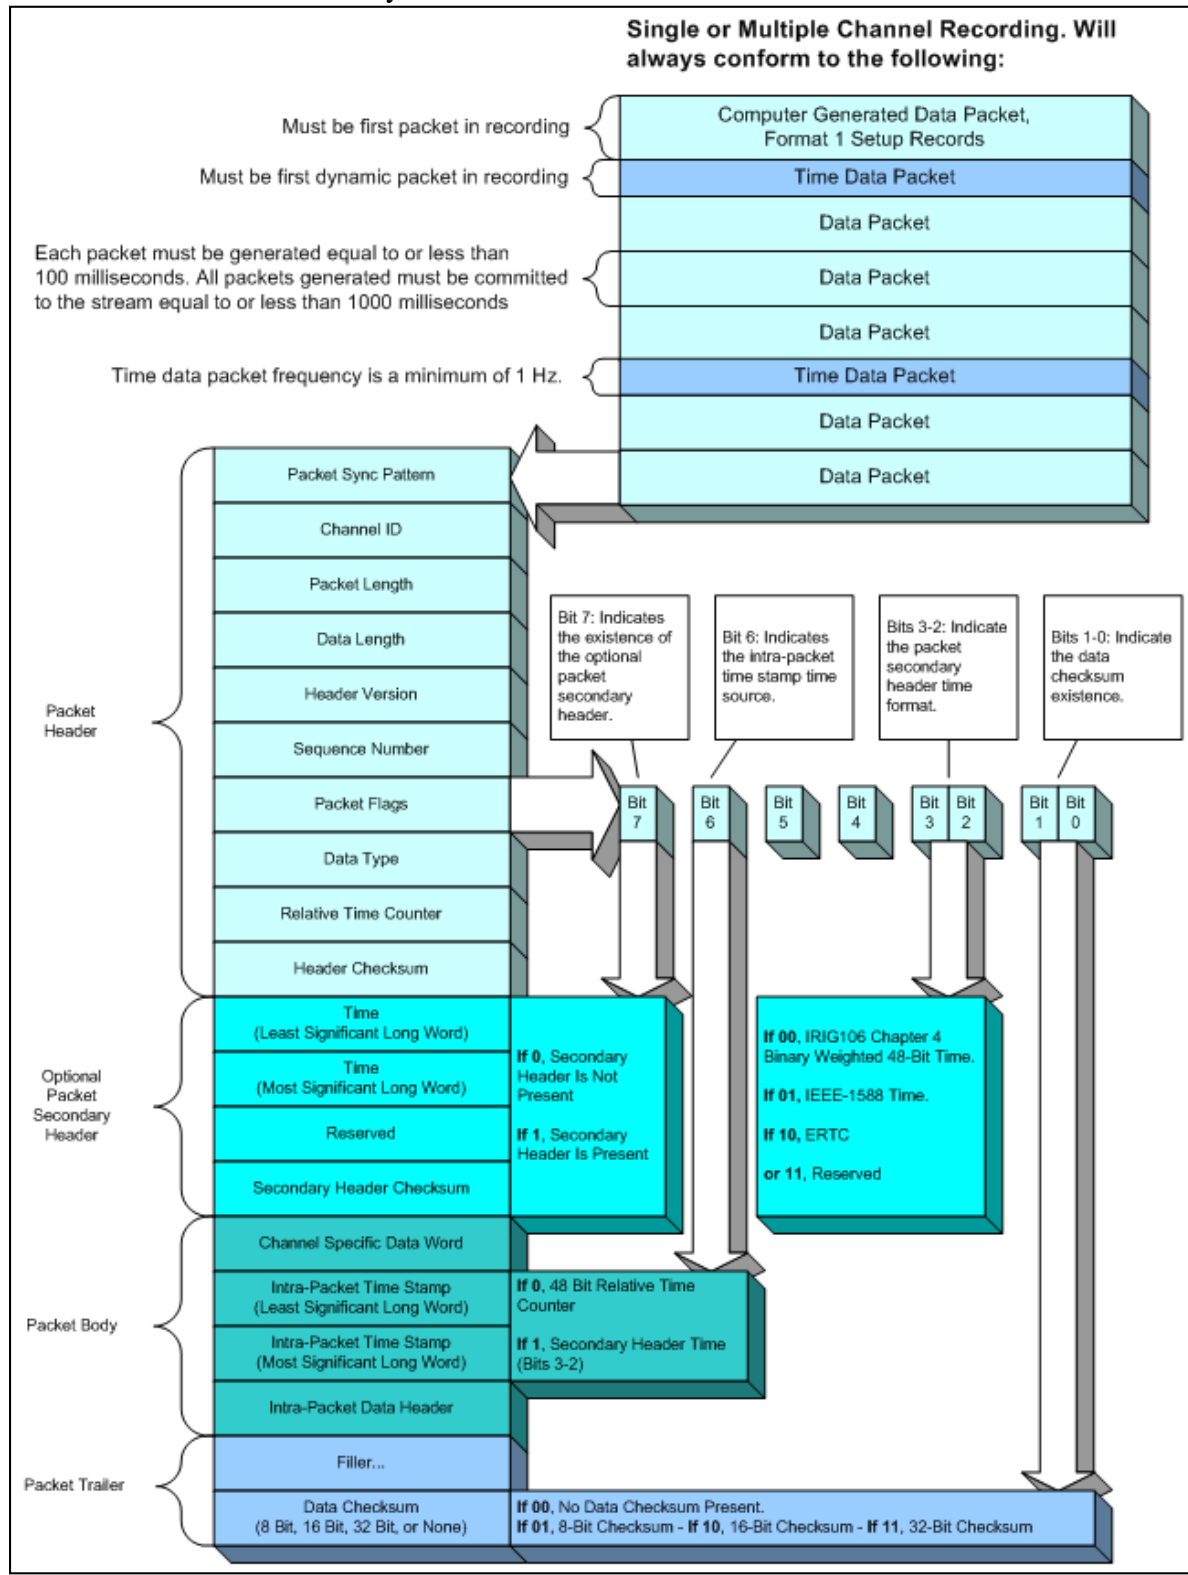 Single or Multiple Channel Recording. Will
always conform to the following:
Must be first packet in recording
Computer Generated Data Packet,
Format 1 Setup Records
Must be first dynamic packet in recording
Time Data Packet
Data Packet
Each packet must be generated equal to or less than
100 milliseconds. All packets generated must be committed
to the stream equal to or less than 1000 milliseconds
Data Packet
Data Packet
Time data packet frequency is a minimum of 1 Hz.
Time Data Packet
Data Packet
Data Packet
Packet
Header
Packet Sync Pattern
Channel ID
Packet Length
Data Length
Header Version
Sequence Number
Packet Flags
Data Type
Relative Time Counter
Header Checksum
Bit 7: Indicates
the existence of
the optional
packet
secondary
header.
Bit 6: Indicates
the intra-packet
time stamp time
source.
Bits 3-2: Indicate
the packet
secondary
header time
format.
Bits 1-0: Indicate
the data
checksum
existence.
Bit
7
Bit
6
Bit
5
Bit
4
Bit
3
Bit
2
Bit
1
Bit
0
Optional
Packet
Secondary
Header
Time
(Least Significant Long Word)
Time
(Most Significant Long Word)
Reserved
Secondary Header Checksum
If 0, Secondary
Header Is Not
Present
If 1, Secondary
Header Is Present
If 00, IRIG106 Chapter 4
Binary Weighted 48-Bit Time.
If 01, IEEE-1588 Time.
If 10, ERTC
or 11, Reserved
Packet Body
Channel Specific Data Word
Intra-Packet Time Stamp
(Least Significant Long Word)
Intra-Packet Time Stamp
(Most Significant Long Word)
Intra-Packet Data Header
If 0, 48 Bit Relative Time
Counter
If 1, Secondary Header Time
(Bits 3-2)
Packet Trailer
Filler...
Data Checksum
(8 Bit, 16 Bit, 32 Bit, or None)
If 00, No Data Checksum Present.
If 01, 8-Bit Checksum - If 10, 16-Bit Checksum - If 11, 32-Bit Checksum